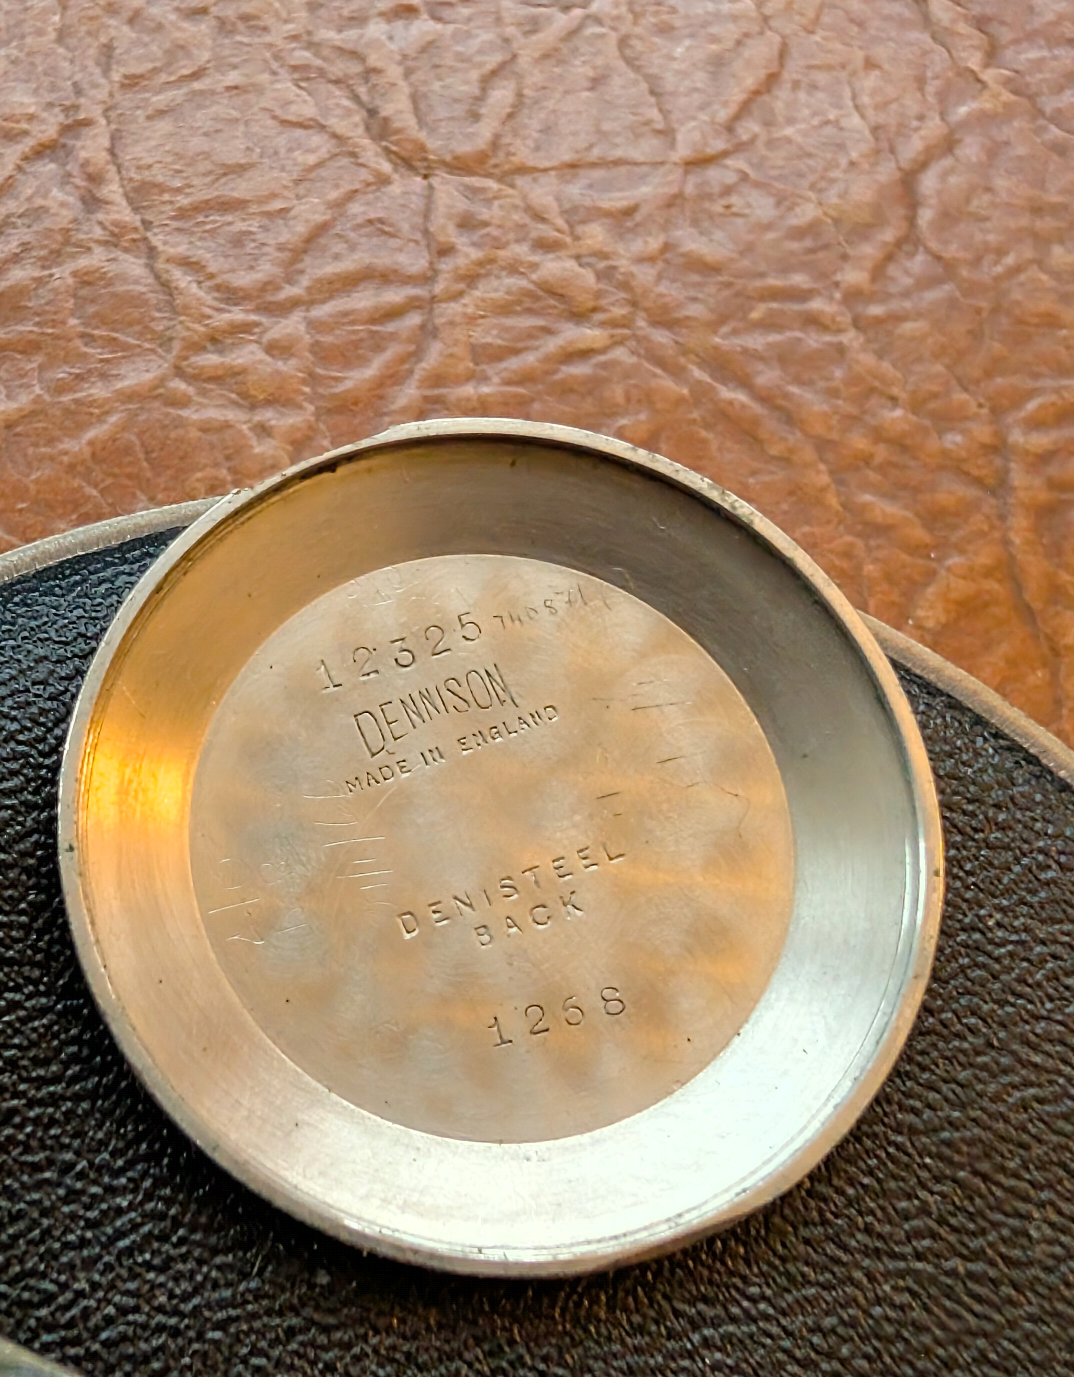 12325
DENNISON
MADE IN ENGLAND
DENISTEEL
BACK
1268